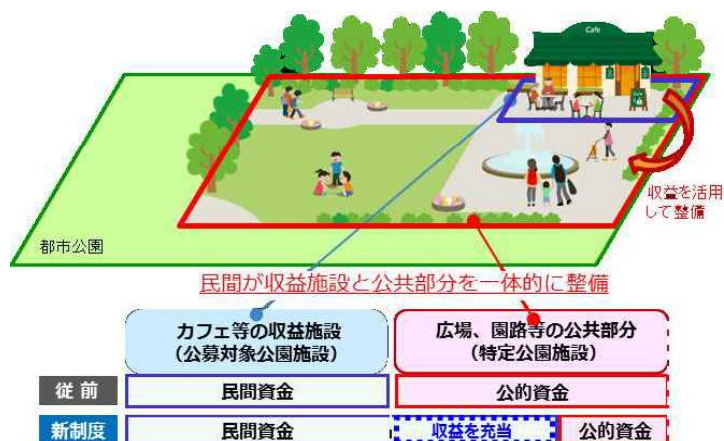 Cafe
収益を活用
して整備
都市公園
民間が収益施設と公共部分を一体的に整備
カフェ等の収益施設
(公募対象公園施設)
広場、園路等の公共部分
(特定公園施設)
従前
民間資金
公的資金
新制度
民間資金
収益を充当
公的資金